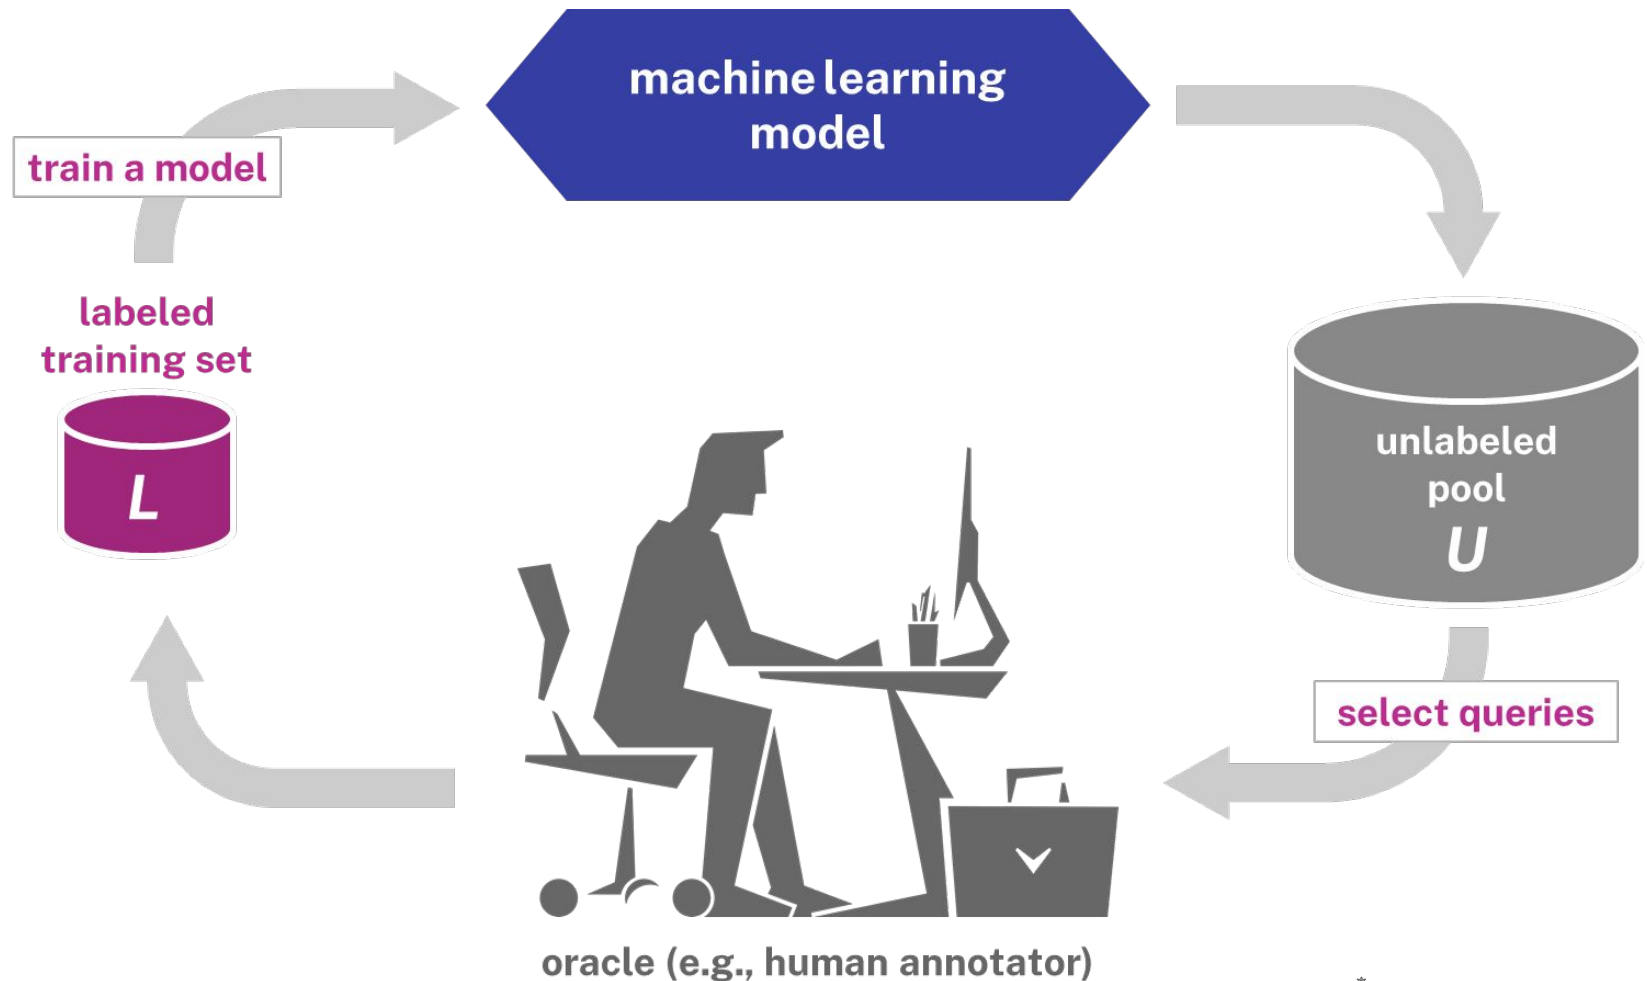 machine learning
model
train a model
labeled
training set
L
unlabeled
pool
U
select queries
oracle (e.g., human annotator)